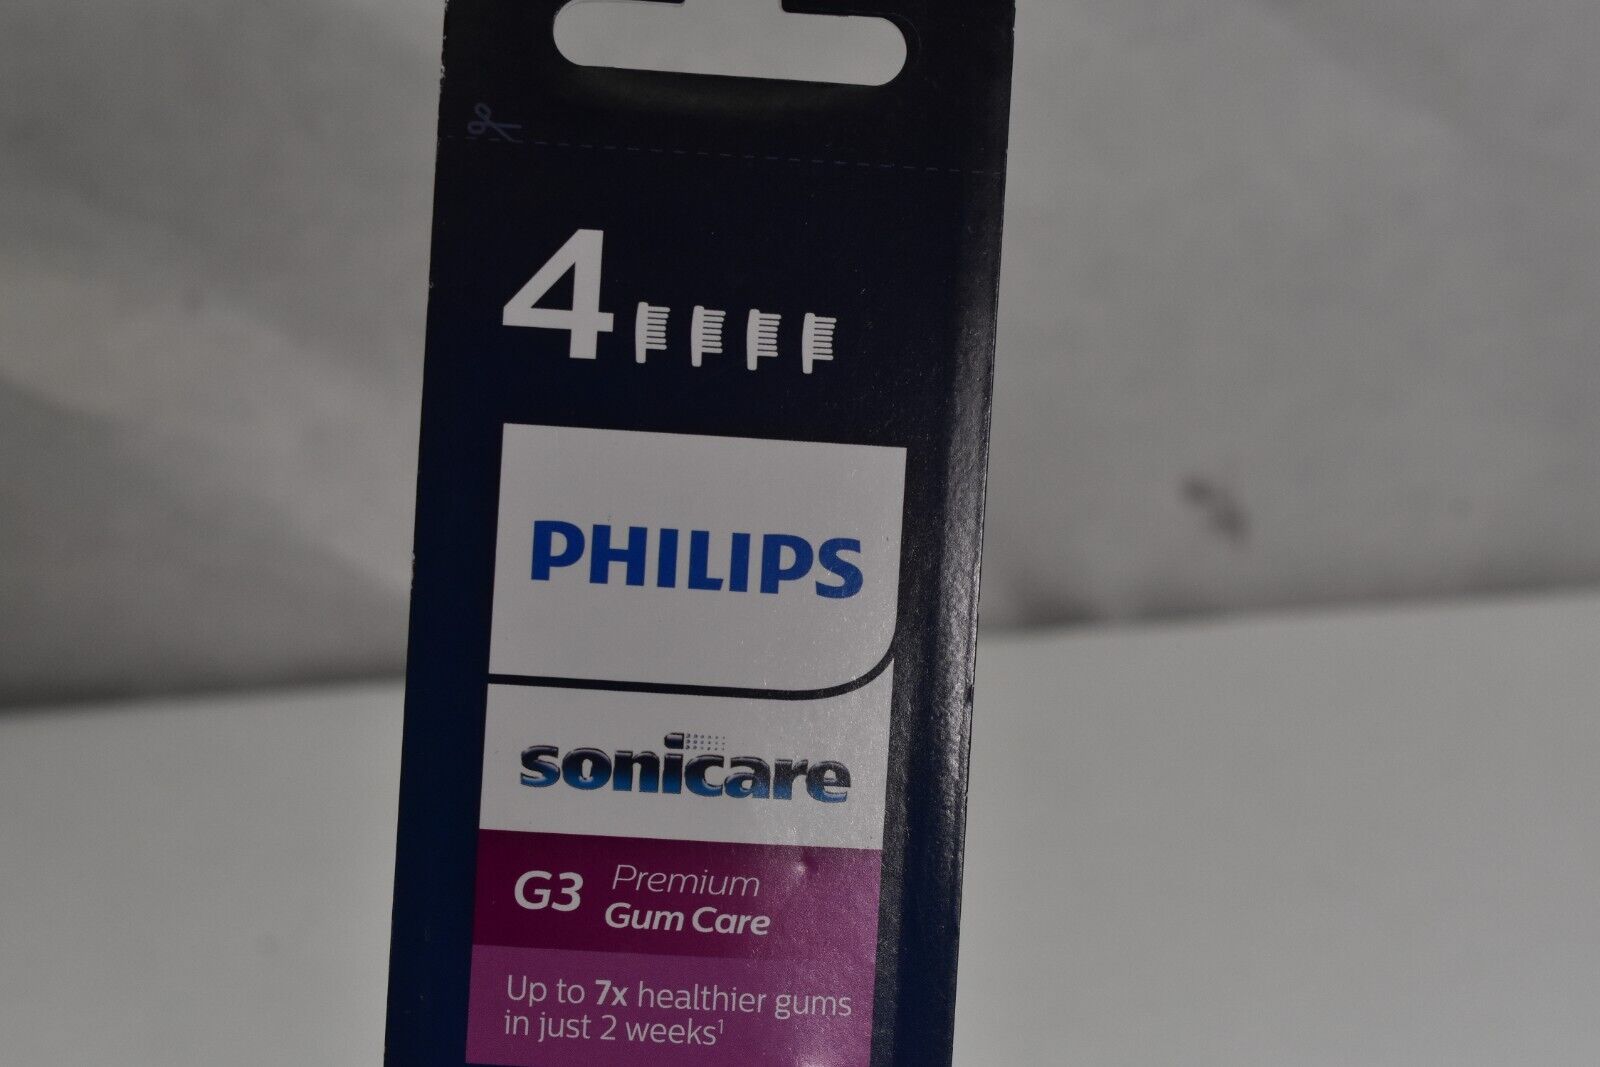 4
PHILIPS
sonicare
G3 Premium
Gum Care
Up to 7x healthier gums
in just 2 weeks¹